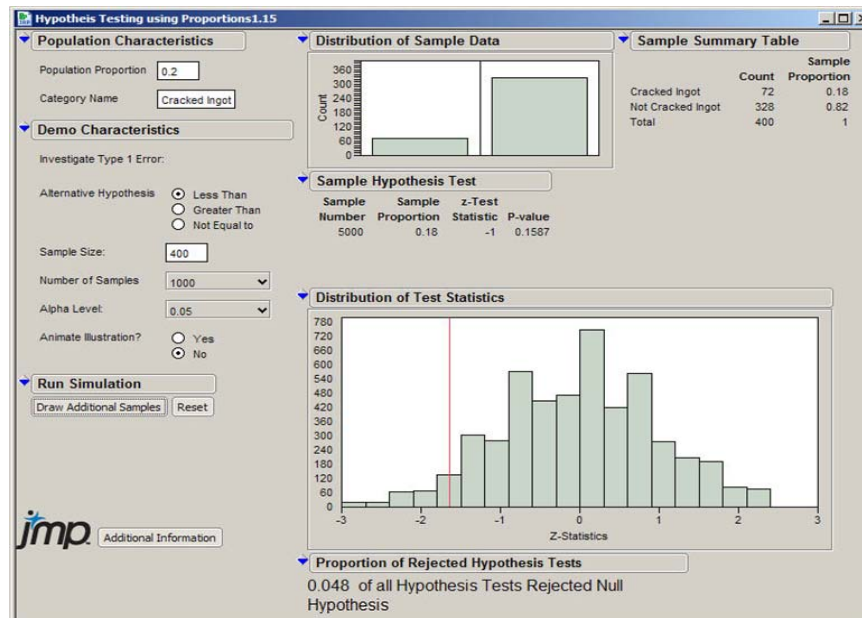 Hypotheis Testing using Proportions1.15
Population Characteristics
Population Proportion 0.2
Category Name Cracked Ingot
Demo Characteristics
Investigate Type 1 Error:
Alternative Hypothesis Less Than
Greater Than
Not Equal to
Sample Size: 400
Number of Samples 1000
Alpha Level: 0.05
Animate Illustration? Yes
No
Run Simulation
Draw Additional Samples Reset
jmp Additional Information
Distribution of Sample Data
Count
360
300
240
180
120
60
0
Sample Hypothesis Test
Sample Sample z-Test
Number Proportion Statistic P-value
5000 0.18 -1 0.1587
Distribution of Test Statistics
780
720
660
600
540
480
420
360
300
240
180
120
60
0
-3 -2 -1 0 1 2 3
Z-Statistics
Proportion of Rejected Hypothesis Tests
0.048 of all Hypothesis Tests Rejected Null
Hypothesis
Sample Summary Table
Sample
Count Proportion
Cracked Ingot 72 0.18
Not Cracked Ingot 328 0.82
Total 400 1